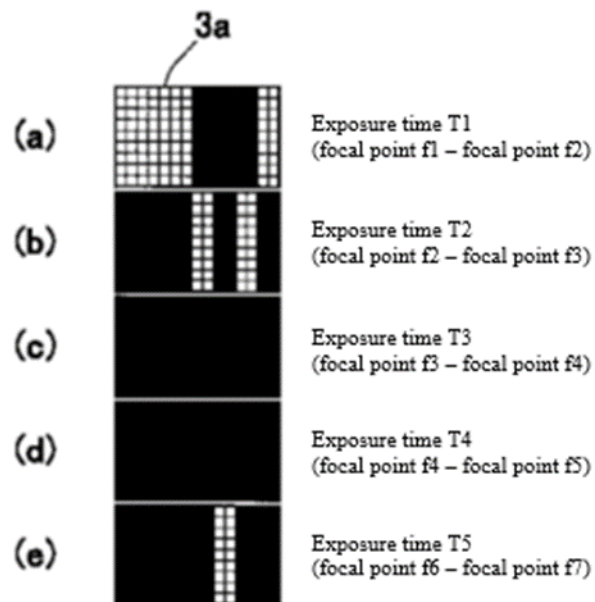 3a
(a)
Exposure time T1
(focal point f1 – focal point f2)
(b)
Exposure time T2
(focal point f2 – focal point f3)
(c)
Exposure time T3
(focal point f3 – focal point f4)
(d)
Exposure time T4
(focal point f4 – focal point f5)
(e)
Exposure time T5
(focal point f6 – focal point f7)